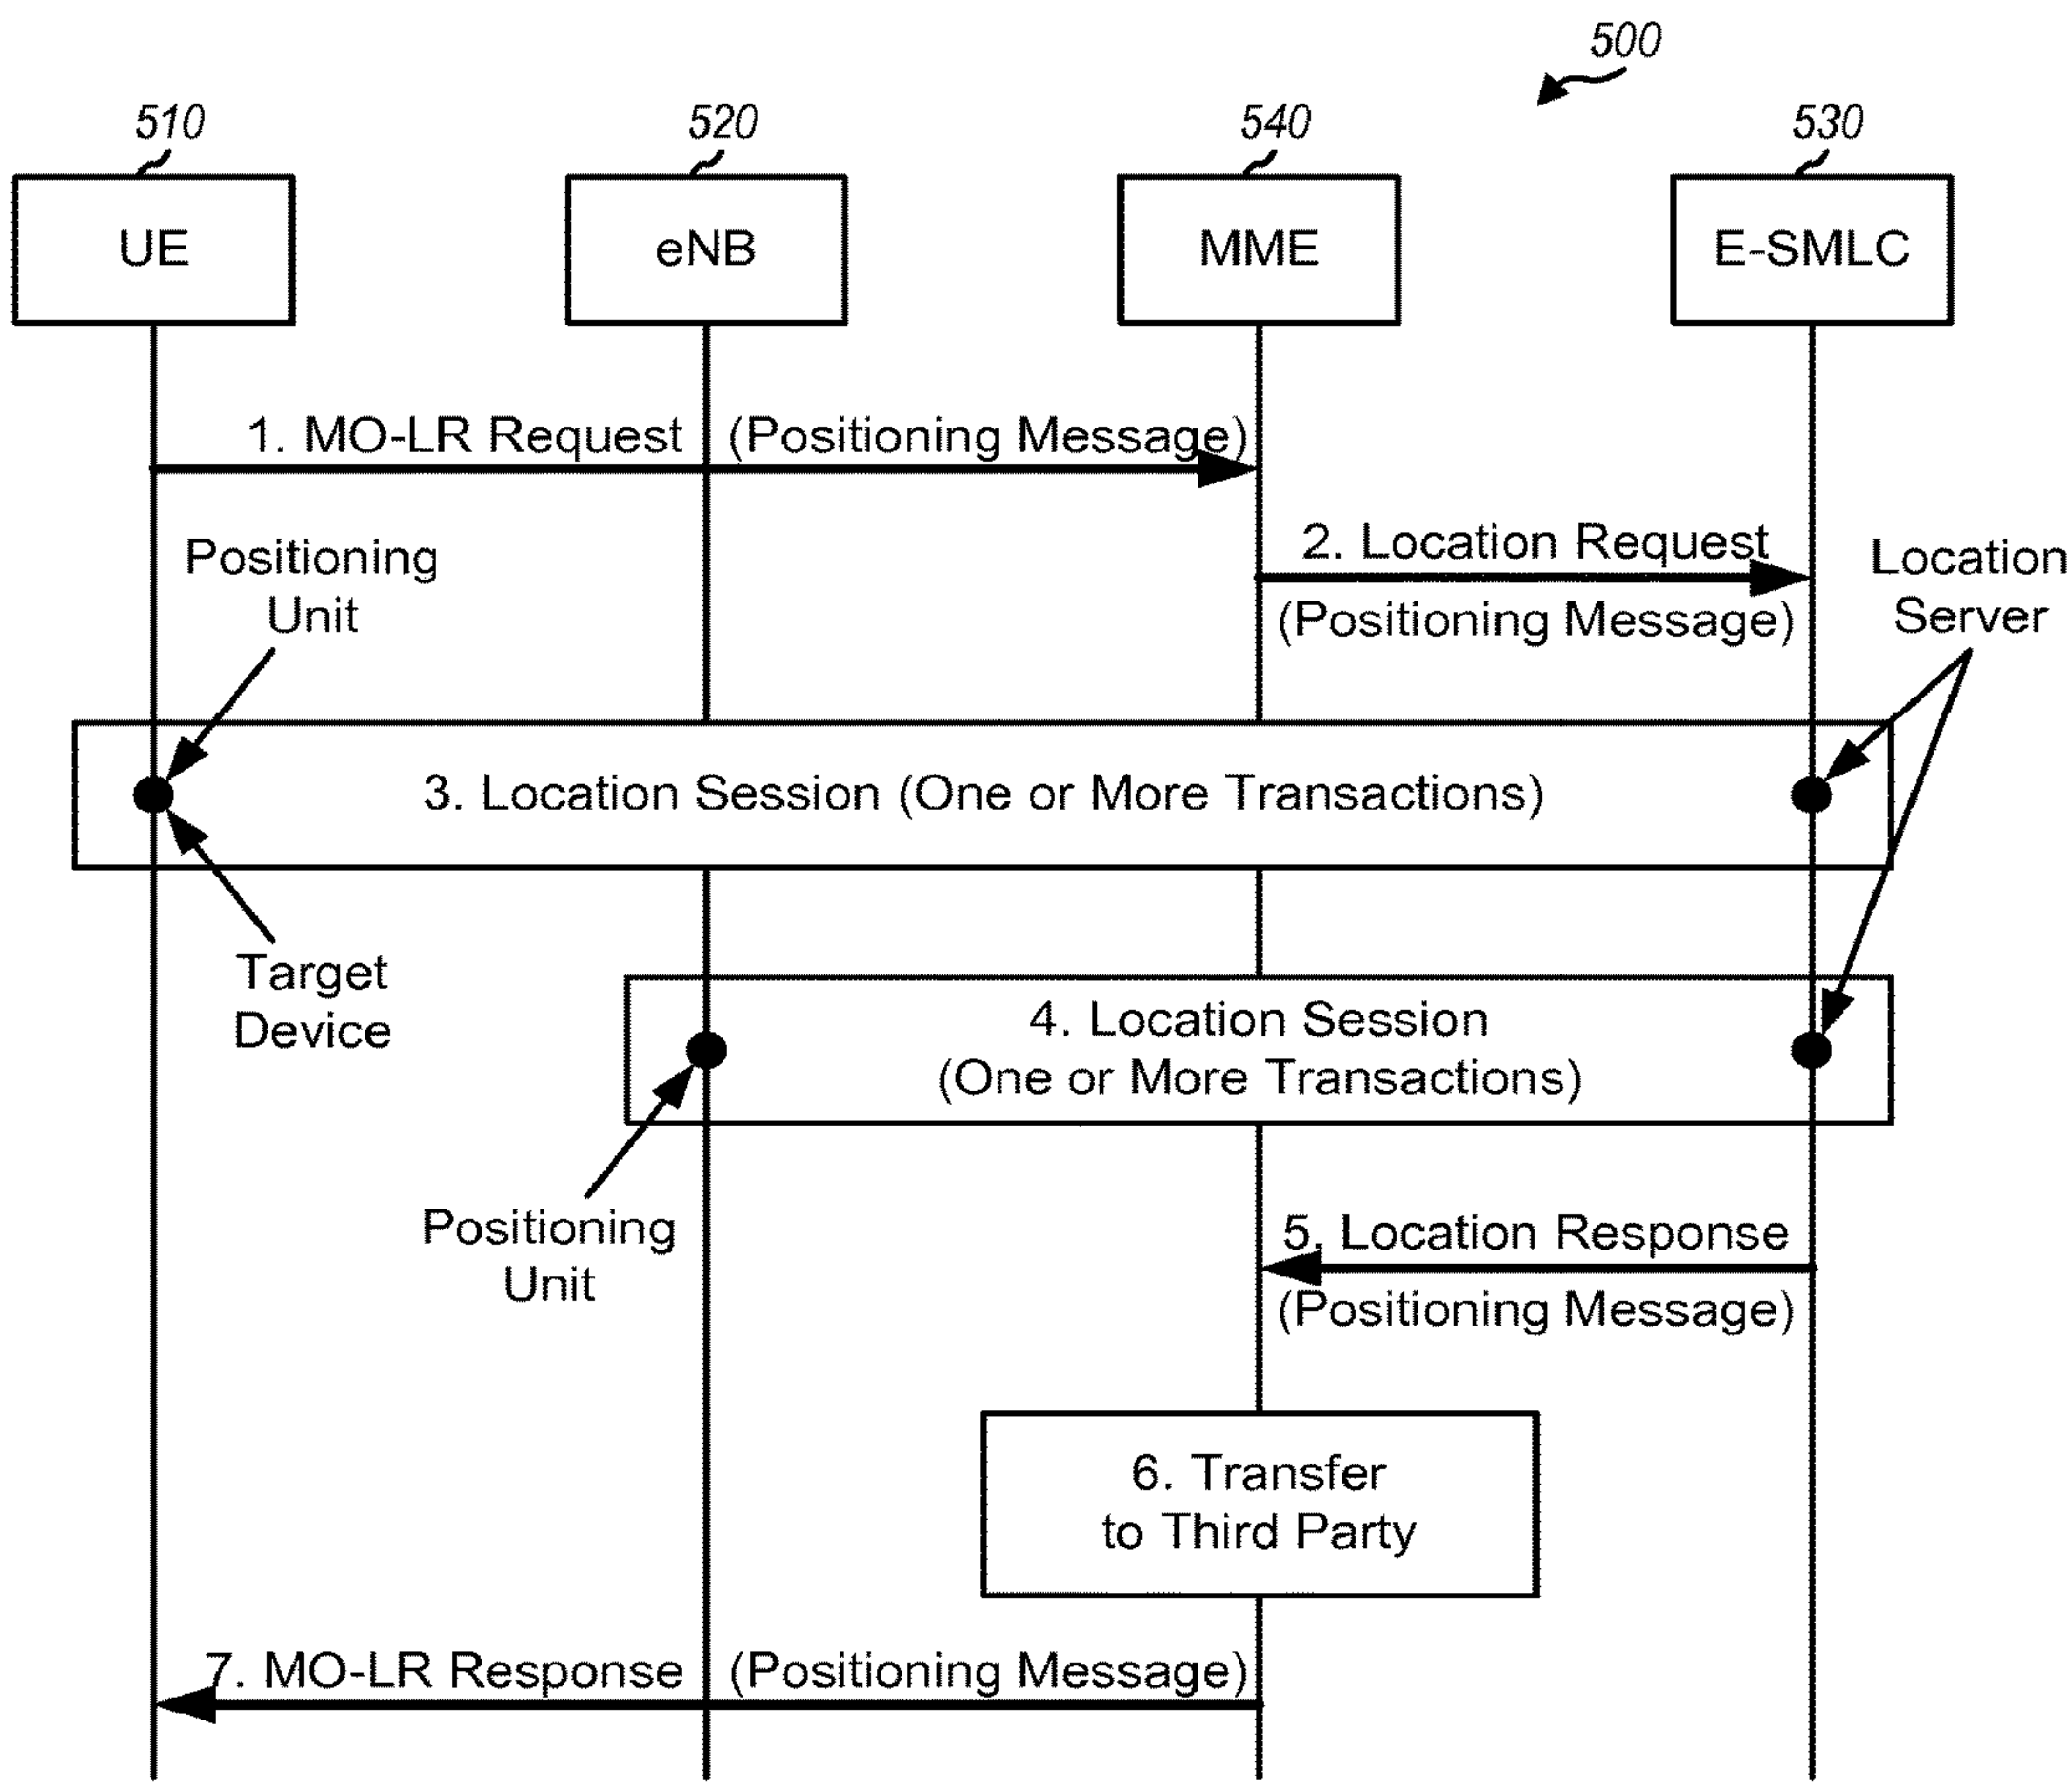 500
510
520
540
530
UE
eNB
MME
E-SMLC
1. MO-LR Request (Positioning Message)
2. Location Request
(Positioning Message)
Positioning
Unit
Location
Server
3. Location Session (One or More Transactions)
Target
Device
4. Location Session
(One or More Transactions)
Positioning
Unit
5. Location Response
(Positioning Message)
6. Transfer
to Third Party
7. MO-LR Response (Positioning Message)